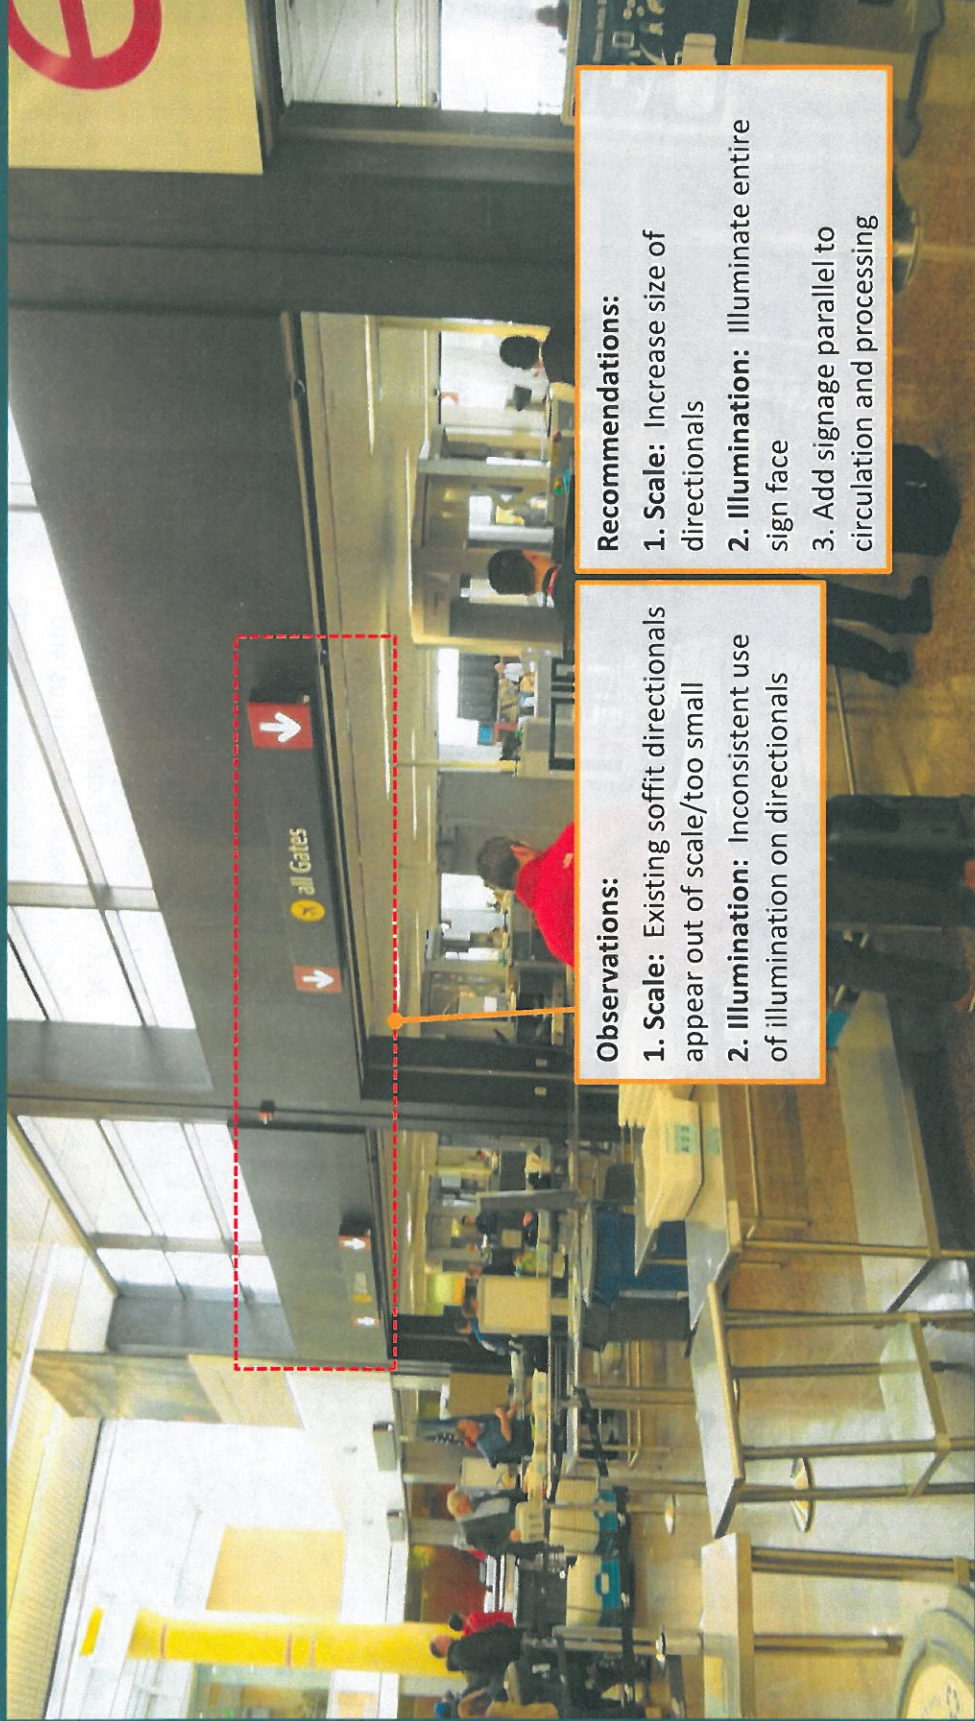 all Gates
Observations:
1. Scale: Existing soffit directionals
appear out of scale/too small
2. Illumination: Inconsistent use
of illumination on directionals
Recommendations:
1. Scale: Increase size of
directionals
2. Illumination: Illuminate entire
sign face
3. Add signage parallel to
circulation and processing